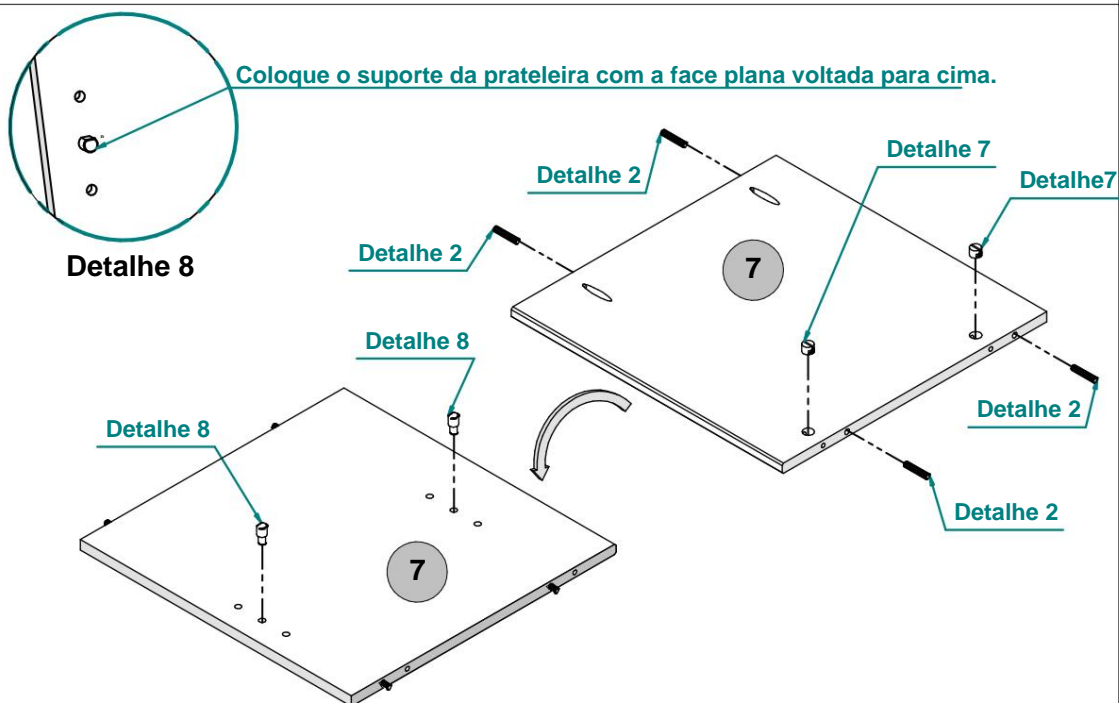 Coloque o suporte da prateleira com a face plana voltada para cima.
Detalhe 8
Detalhe 2
Detalhe 7
Detalhe7
Detalhe 2
7
Detalhe 8
Detalhe 2
Detalhe 8
Detalhe 2
7